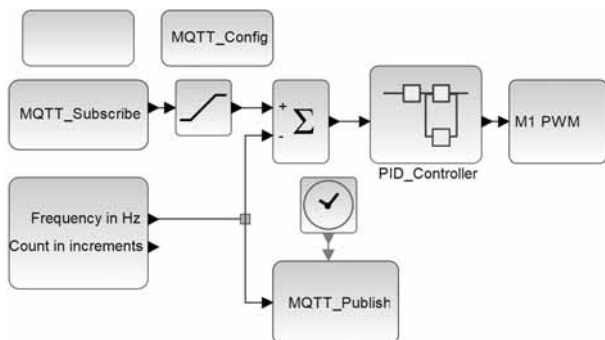 MQTT_Config
MQTT_Subscribe
+
-
Σ
PID_Controller
M1 PWM
Frequency in Hz
Count in increments
MQTT_Publish